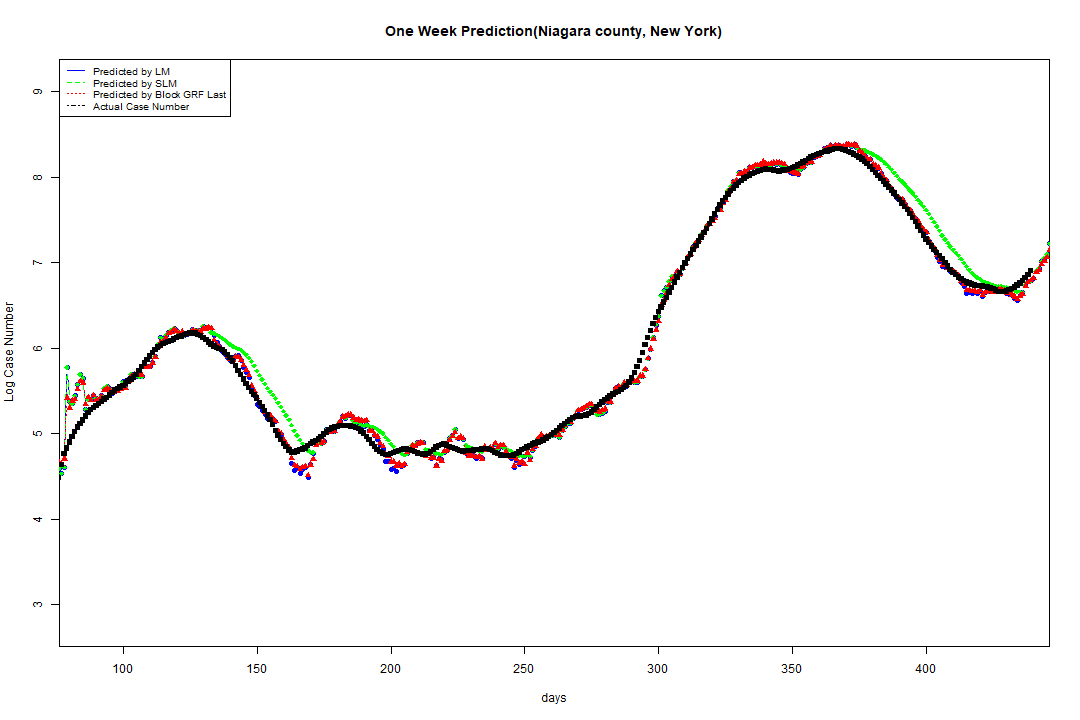 One Week Prediction(Niagara county, New York)
Predicted by LM
Predicted by SLM
Predicted by Block GRF Last
Actual Case Number
9
8
7
6
5
4
3
Log Case Number
100 150 200 250 300 350 400
days